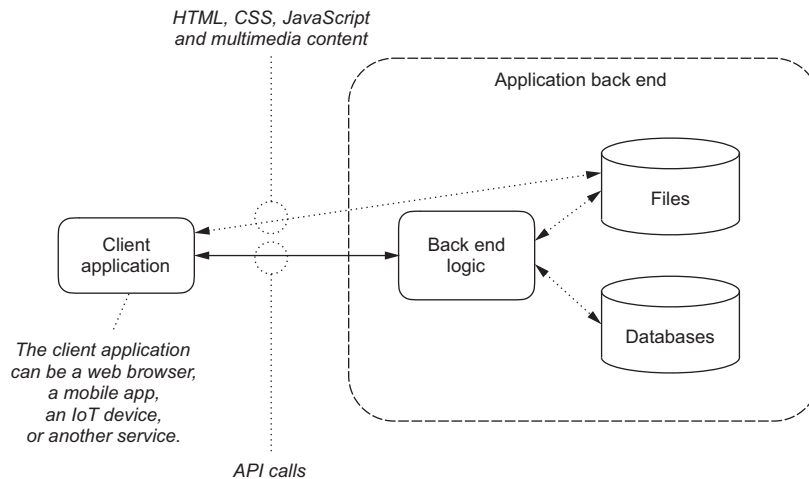 HTML, CSS, JavaScript
and multimedia content
Application back end
Files
Client
application
Back end
logic
Databases
The client application
can be a web browser,
a mobile app,
an IoT device,
or another service.
API calls